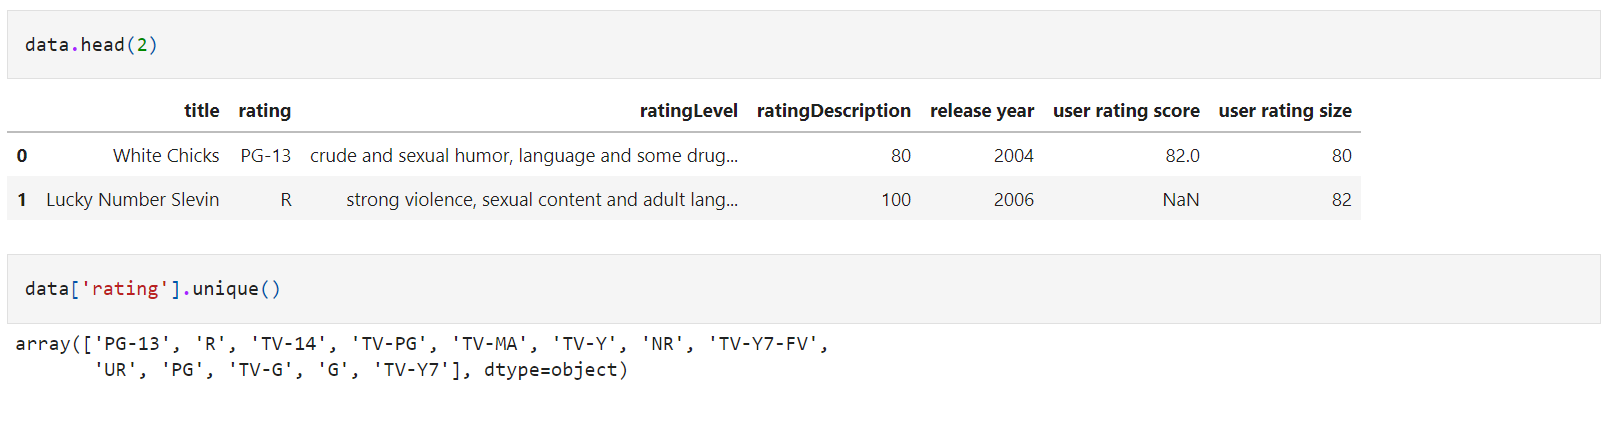 data.head(2)
title rating ratingLevel ratingDescription release year user rating score user rating size
0 White Chicks PG-13 crude and sexual humor, language and some drug... 80 2004 82.0 80
1 Lucky Number Slevin R strong violence, sexual content and adult lang... 100 2006 NaN 82
data['rating'].unique()
array(['PG-13', 'R', 'TV-14', 'TV-PG', 'TV-MA', 'TV-Y', 'NR', 'TV-Y7-FV',
'UR', 'PG', 'TV-G', 'G', 'TV-Y7'], dtype=object)